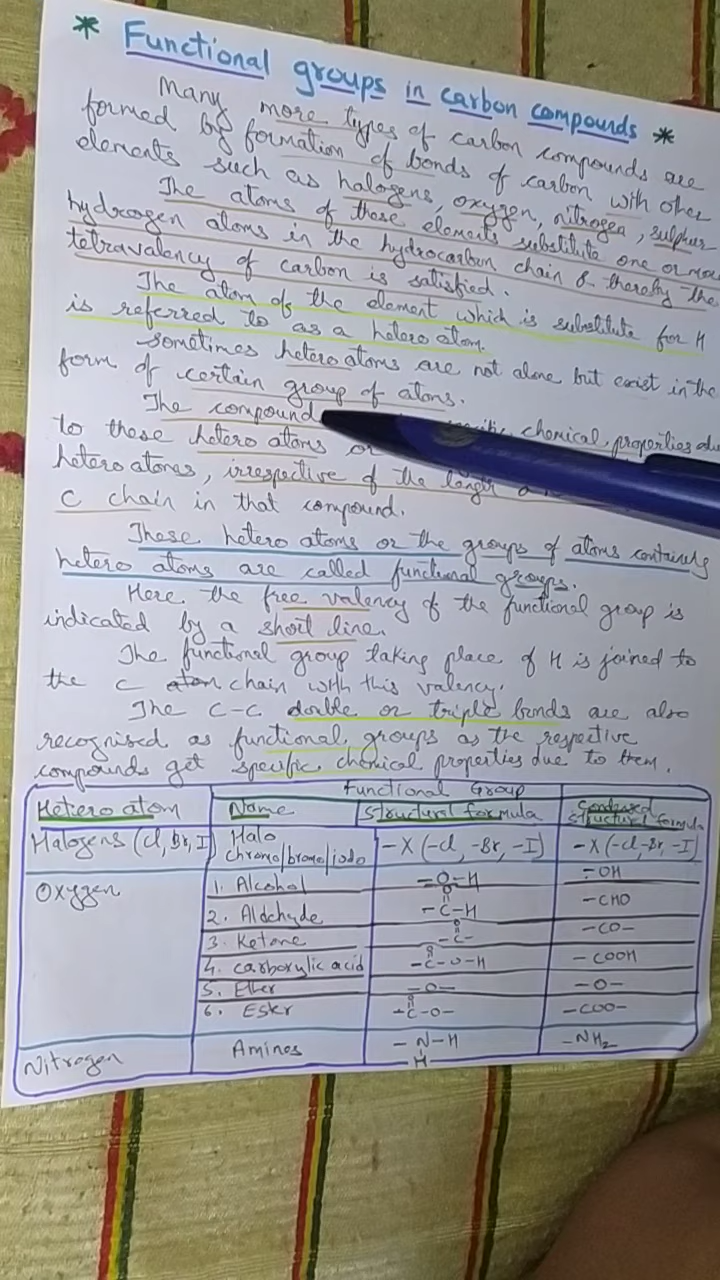 * Functional groups in carbon compounds *
Many more types of carbon compounds are
formed by formation of bonds of carbon with other
elements such as halogens, oxygen, nitrogen, sulphur
The atoms of these elements substitute one or more
hydrogen atoms in the hydrocarbon chain & thereby the
tetravalency of carbon is satisfied.
The atom of the element which is substitute for H
is referred to as a hetero atom.
Sometimes hetero atoms are not alone but exist in the
form of certain group of atoms.
The compound chemical properties due
to these hetero atoms or
hetero atoms, irrespective of the
C chain in that compound.
These hetero atoms or the groups of atoms
hetero atoms are called functional groups.
Here, the free valency of the functional group is
indicated by a short line.
The functional group taking place of H is joined to
the C chain with this valency.
The C-C double or triple bonds are also
recognised as functional groups as the respective
compounds get specific chemical properties due to them.
Functional Group
Hetero atom Name Structural formula Condensed structural formula
Halogens (Cl, Br, I) Halo -X (-Cl, -Br, -I) -X (-Cl -Br, -I)
chromo/bromo/iodo
Oxygen 1. Alcohol -O-H -OH
2. Aldehyde O -C-H -CHO
3. Ketone O -C- -CO-
4. carboxylic acid O -C-O-H -COOH
5. Ether -O- -O-
6. Ester O -C-O- -COO-
Nitrogen Amines -N-H -NH₂
H